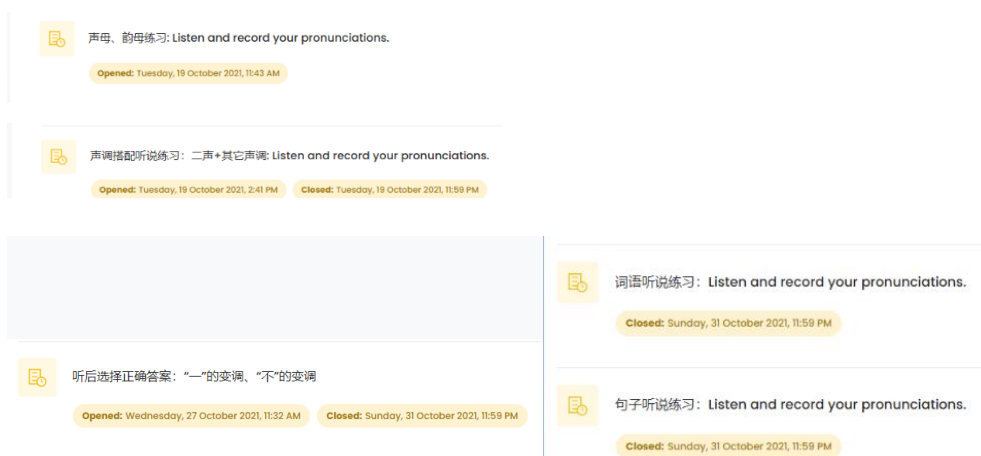 声母、韵母练习: Listen and record your pronunciations.
Opened: Tuesday, 19 October 2021, 11:43 AM
声调搭配听说练习：二声+其它声调: Listen and record your pronunciations.
Opened: Tuesday, 19 October 2021, 2:41 PM Closed: Tuesday, 19 October 2021, 11:59 PM
听后选择正确答案：“一”的变调、“不”的变调
Opened: Wednesday, 27 October 2021, 11:32 AM Closed: Sunday, 31 October 2021, 11:59 PM
词语听说练习：Listen and record your pronunciations.
Closed: Sunday, 31 October 2021, 11:59 PM
句子听说练习：Listen and record your pronunciations.
Closed: Sunday, 31 October 2021, 11:59 PM